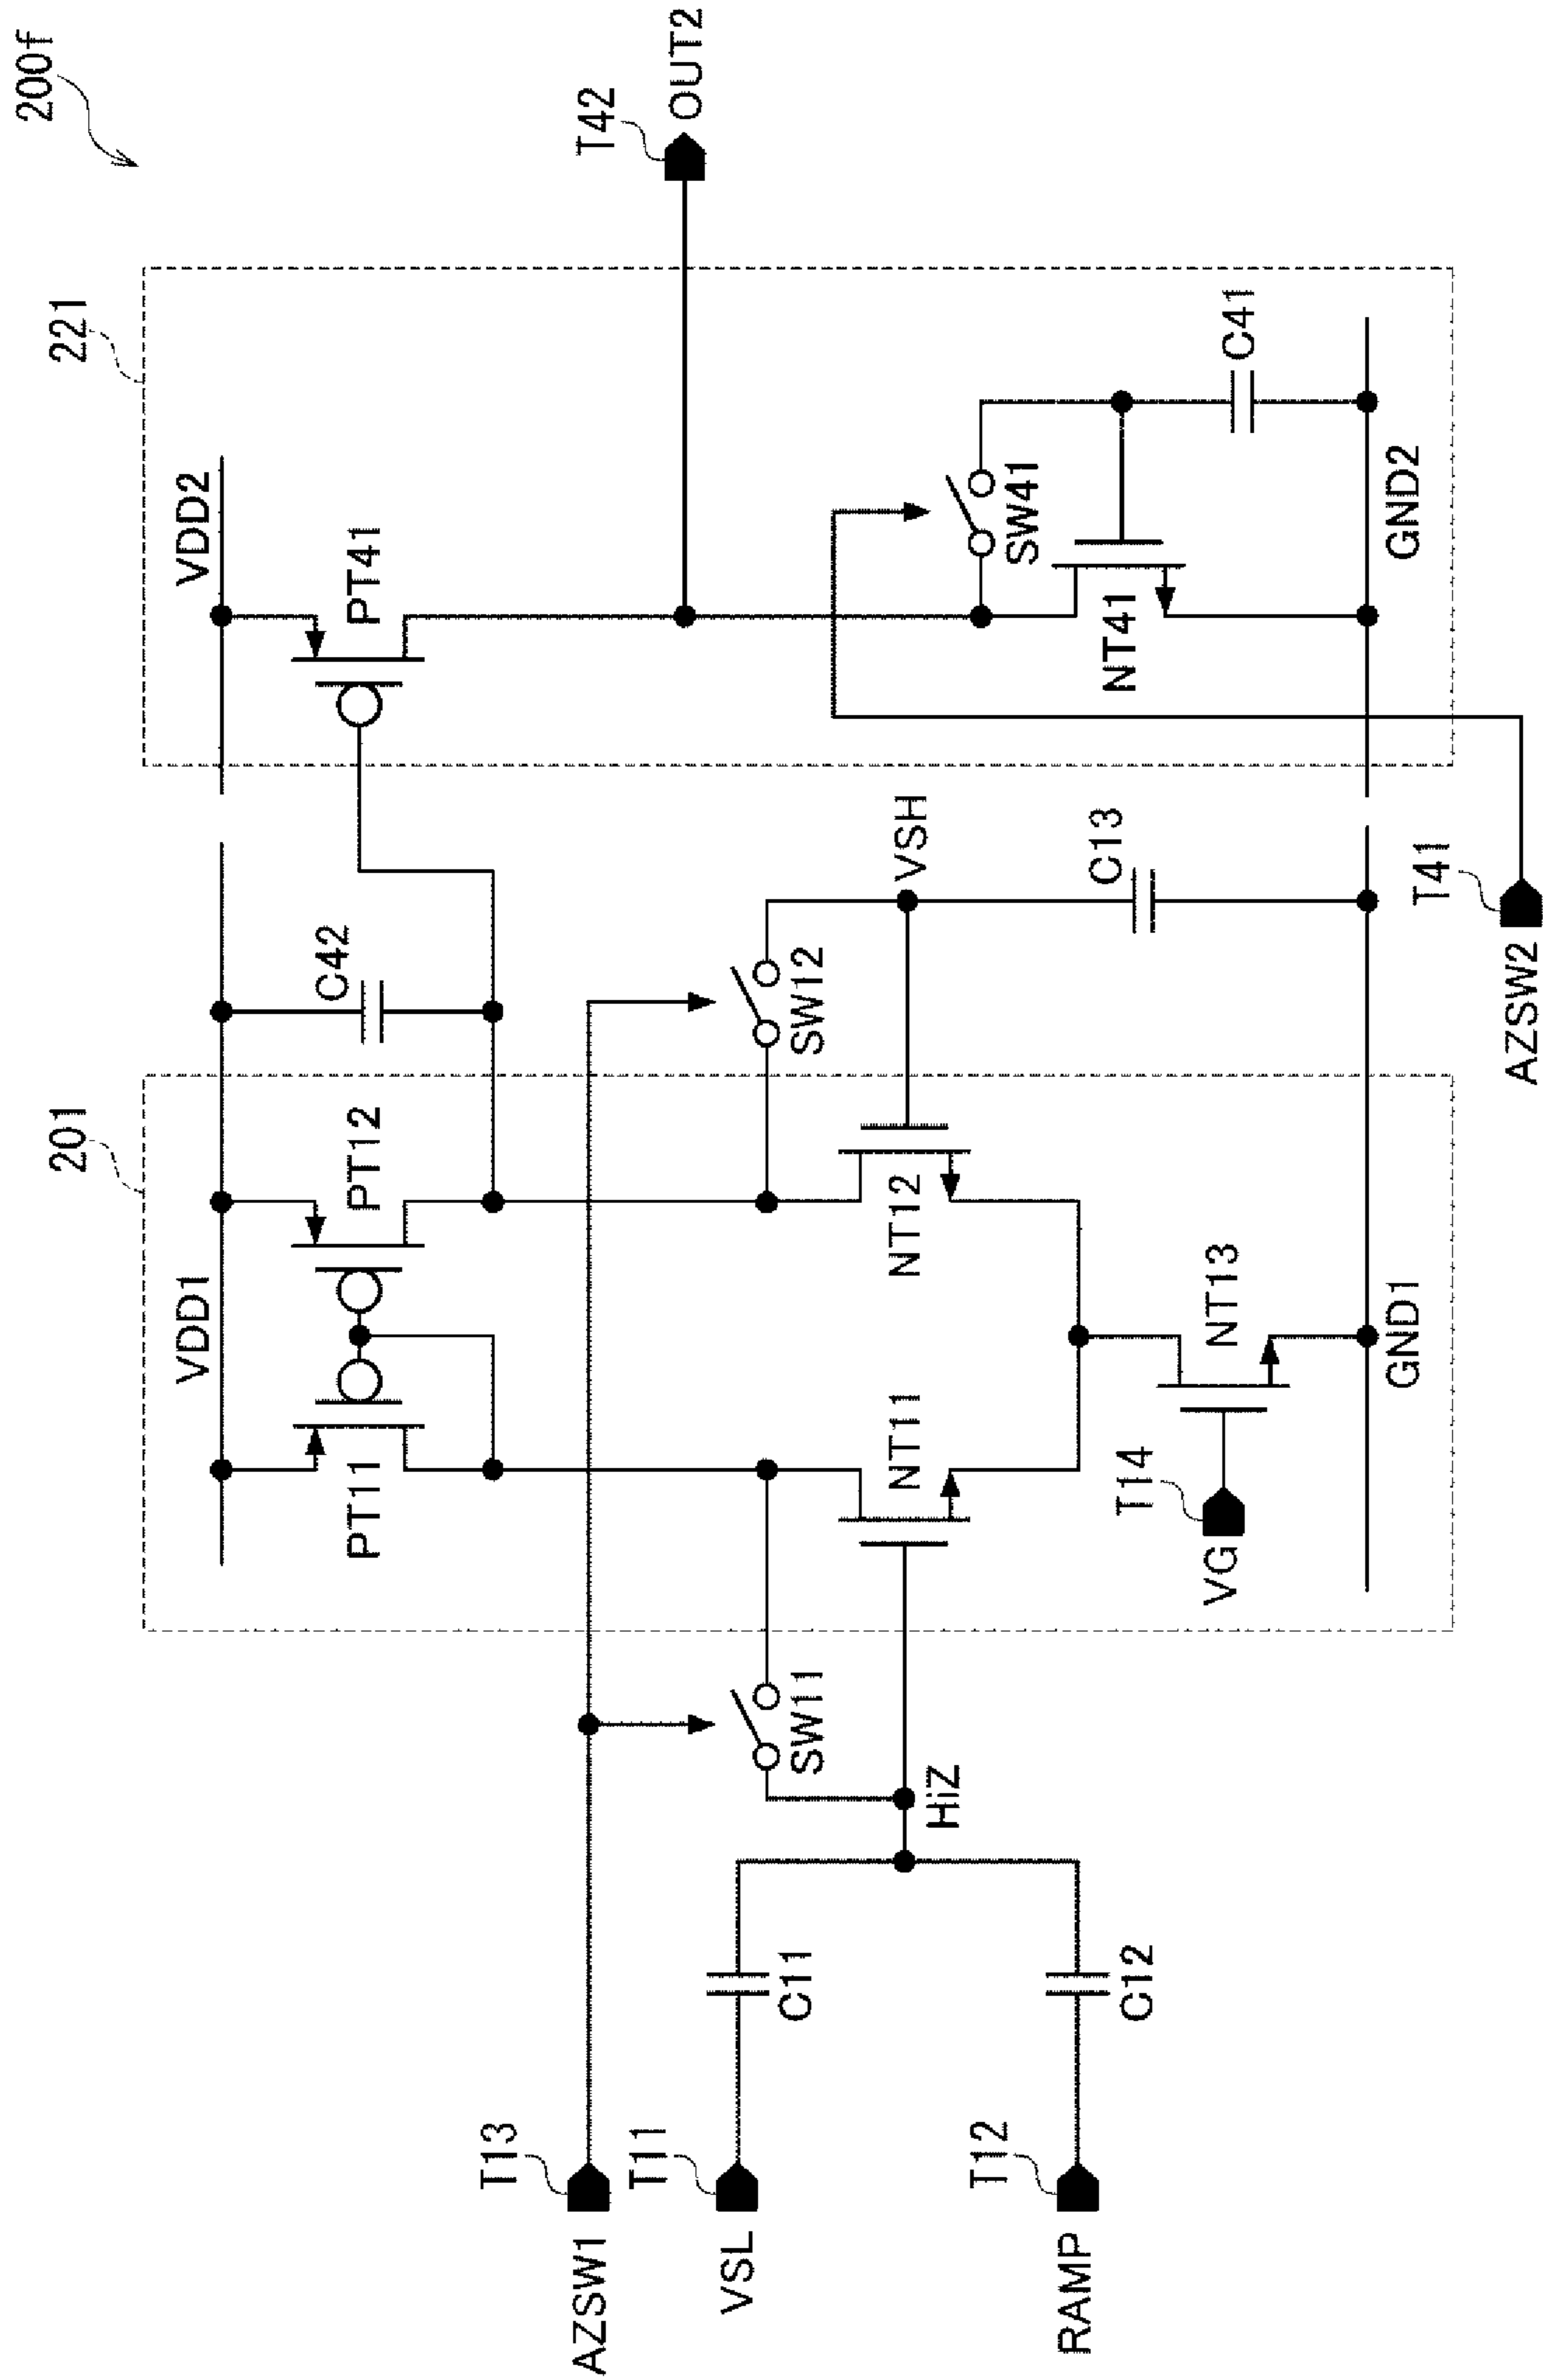 200f
201
221
VDD1
VDD2
PT11
PT12
C42
PT41
T42
OUT2
T13
AZSW1
T11
VSL
C11
SW11
SW12
VSH
SW41
HiZ
NT11
NT12
NT41
C13
C41
T12
RAMP
C12
T14
VG
NT13
GND1
GND2
T41
AZSW2